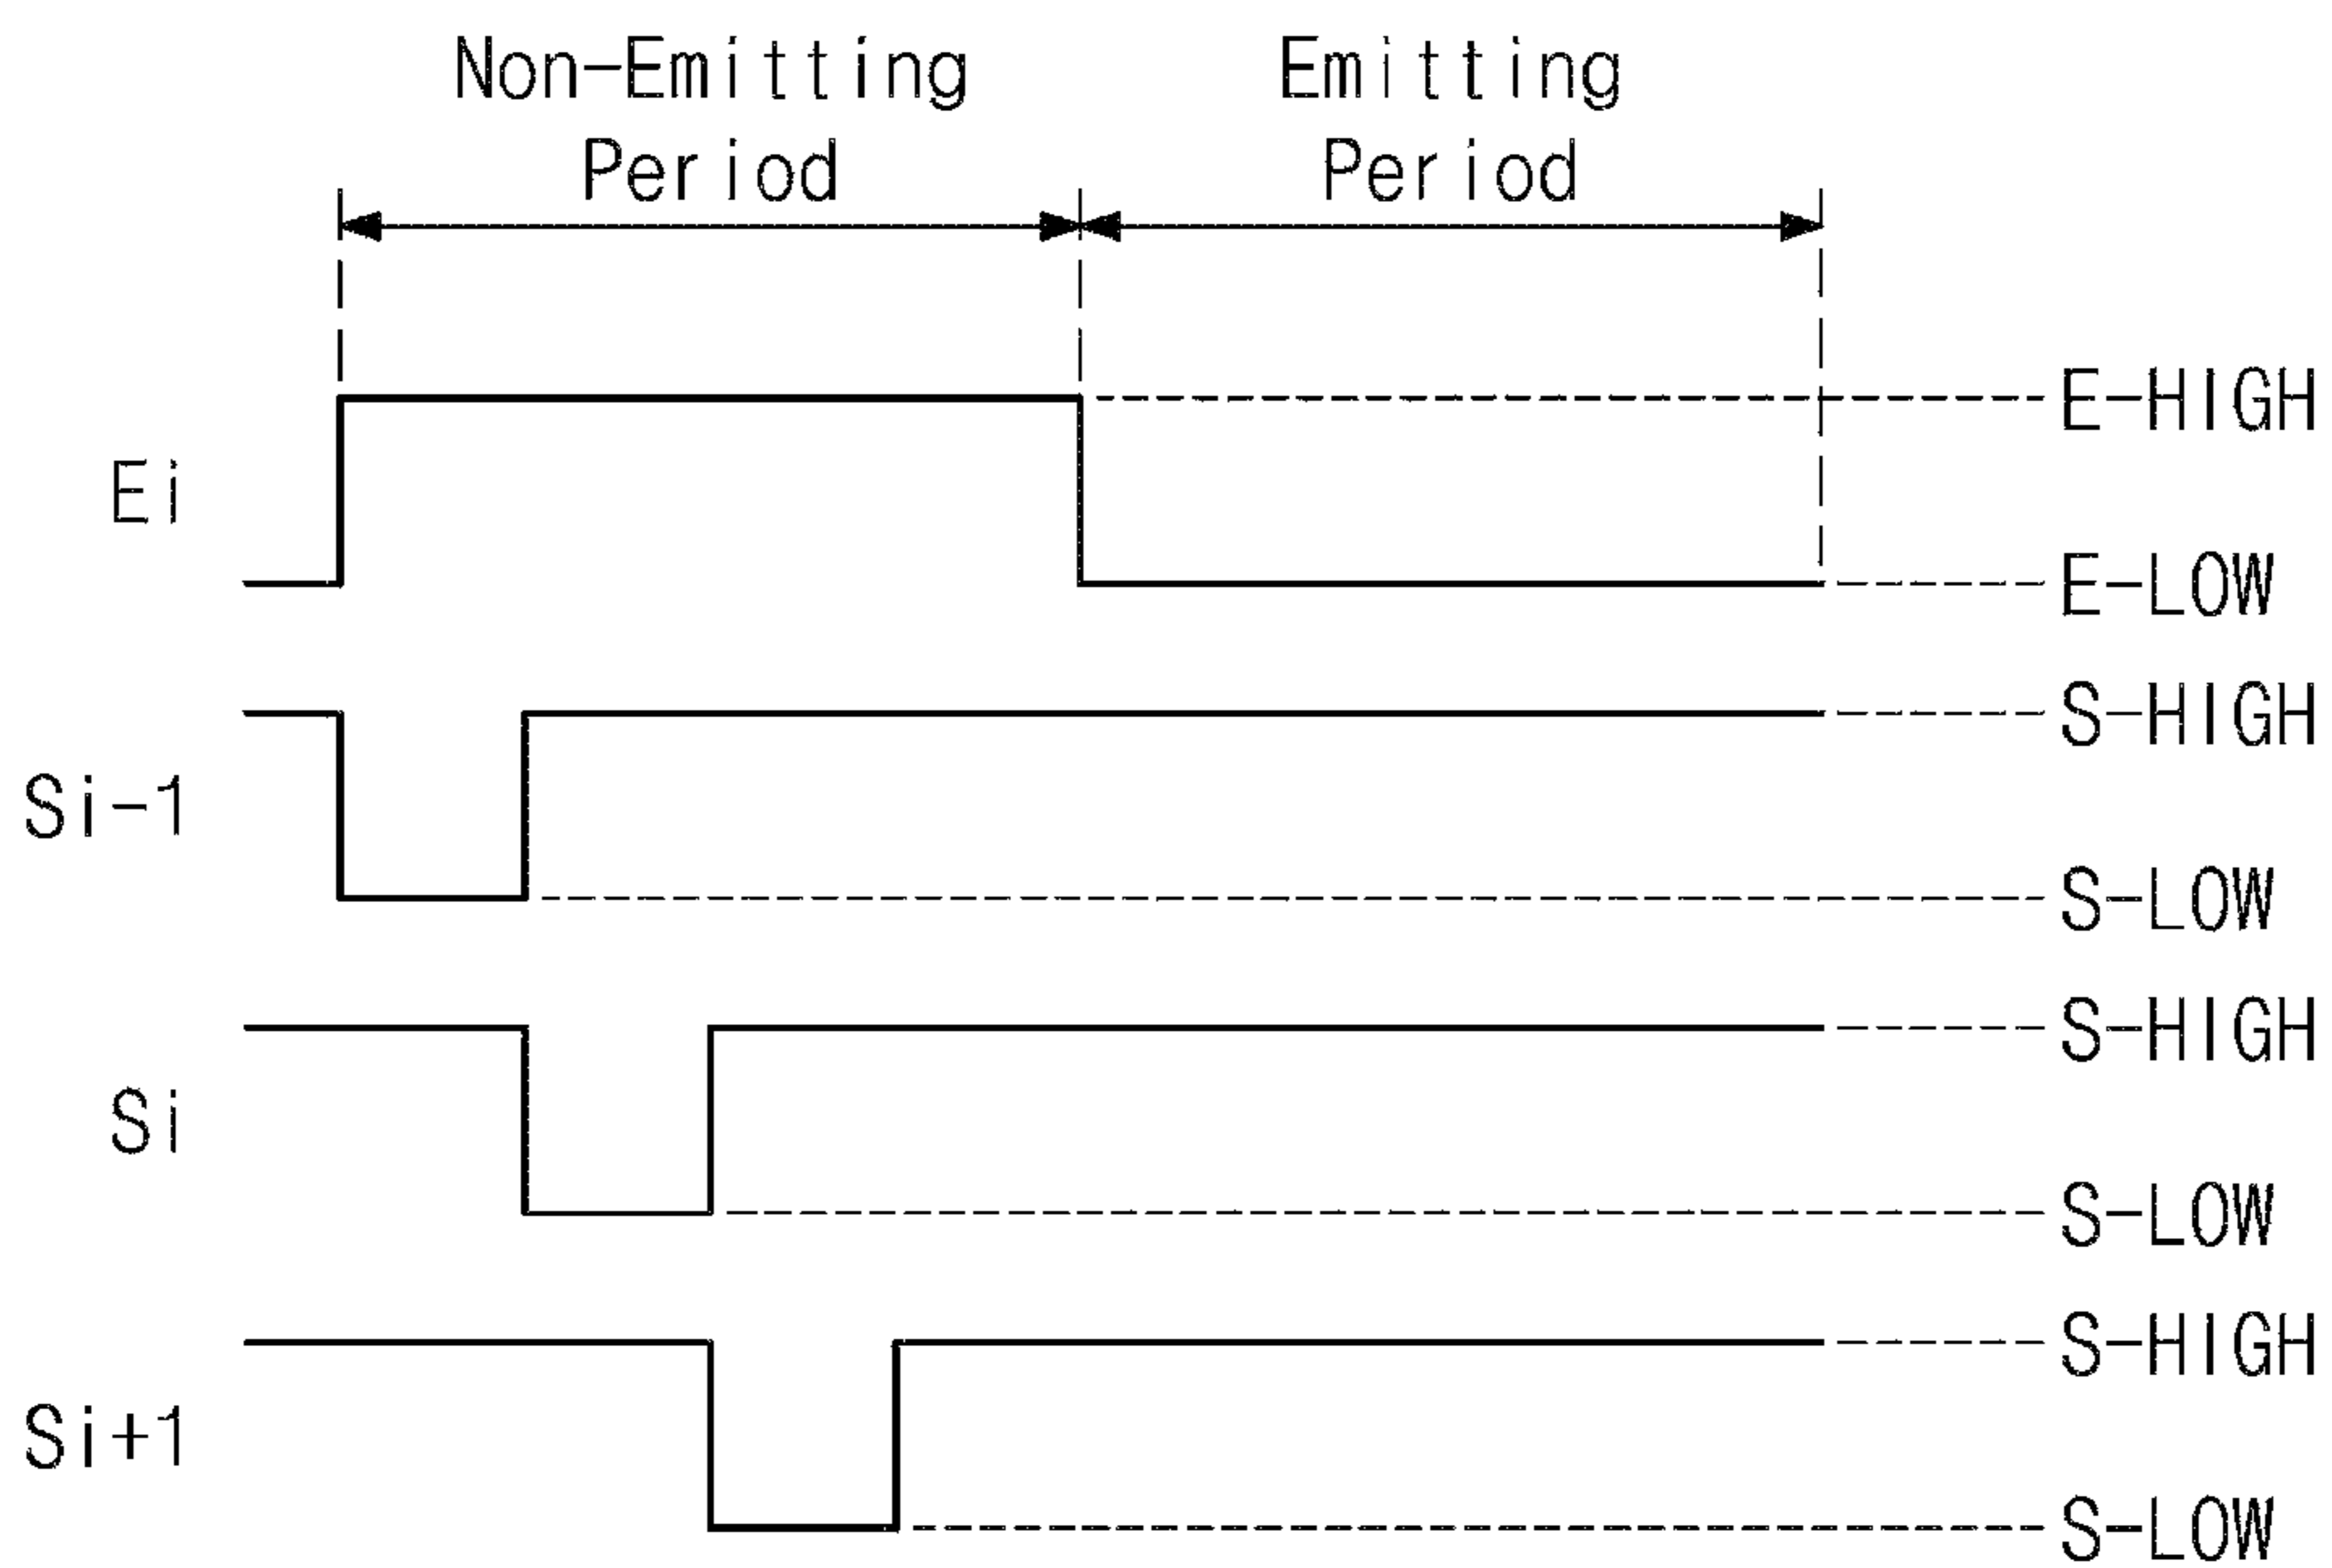 Non-Emitting Period
Emitting Period
Ei
E-HIGH
E-LOW
Si-1
S-HIGH
S-LOW
Si
S-HIGH
S-LOW
Si+1
S-HIGH
S-LOW